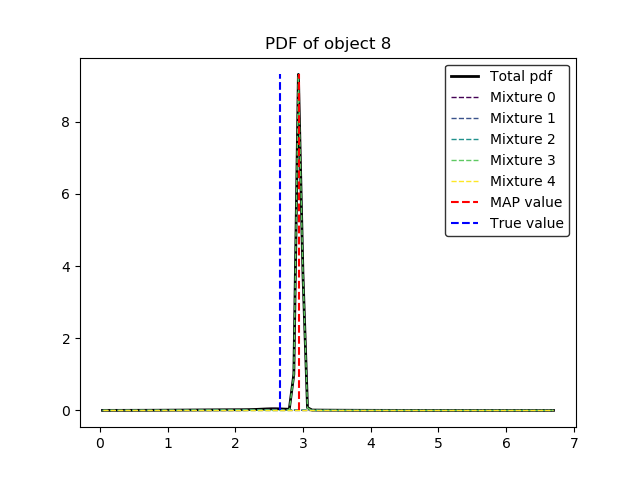 PDF of object 8
Total pdf
Mixture 0
Mixture 1
Mixture 2
Mixture 3
Mixture 4
MAP value
True value
8
6
4
2
0
0 1 2 3 4 5 6 7